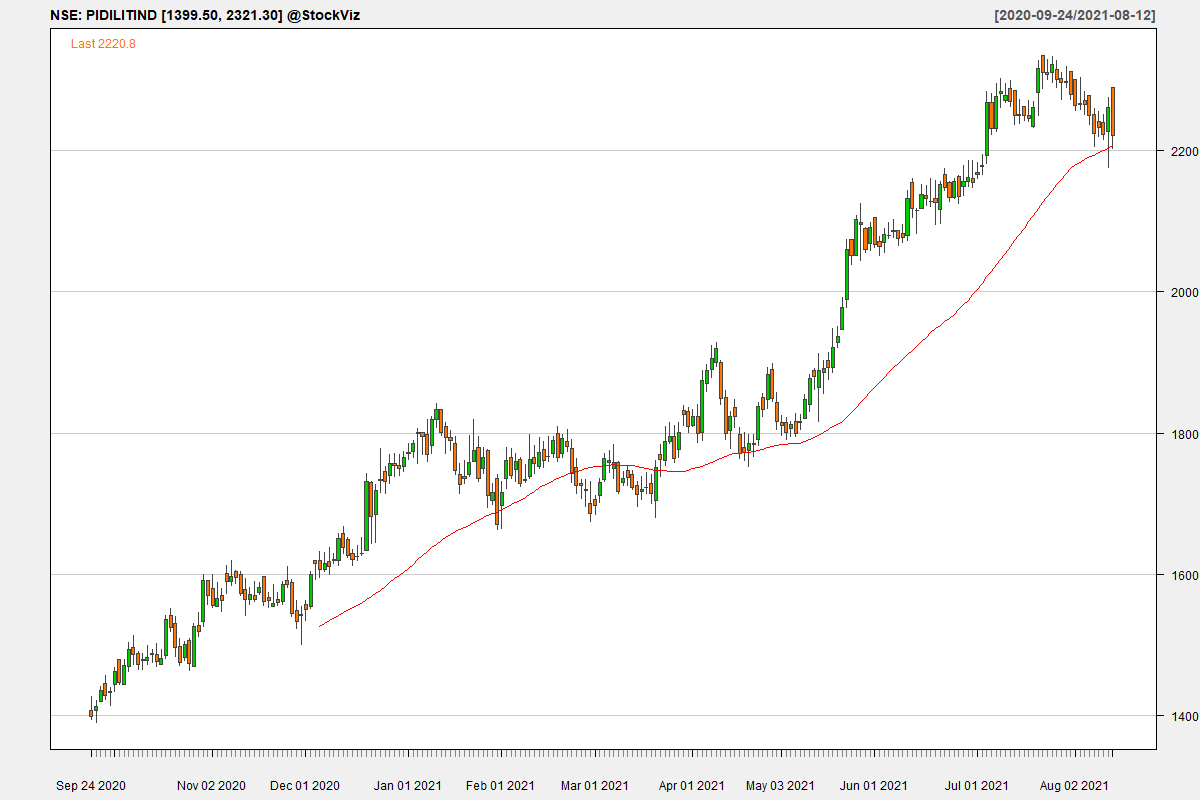 NSE: PIDILITIND [1399.50, 2321.30] @StockViz [2020-09-24/2021-08-12]
Last 2220.8
2200
2000
1800
1600
1400
Sep 24 2020 Nov 02 2020 Dec 01 2020 Jan 01 2021 Feb 01 2021 Mar 01 2021 Apr 01 2021 May 03 2021 Jun 01 2021 Jul 01 2021 Aug 02 2021